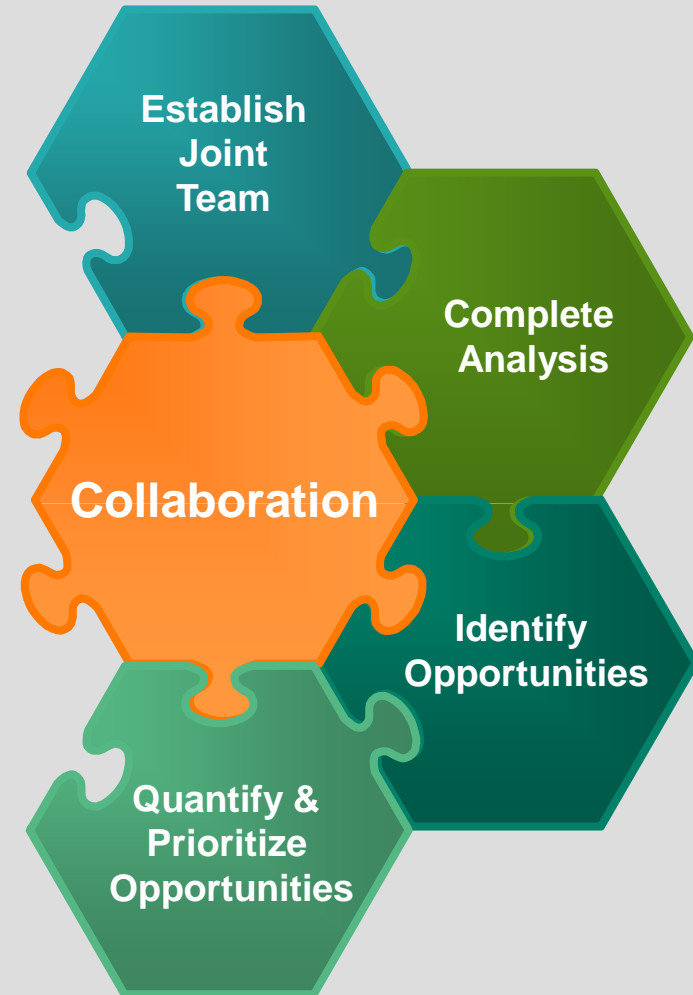 Establish
Joint
Team
Complete
Analysis
Collaboration
Identify
Opportunities
Quantify &
Prioritize
Opportunities